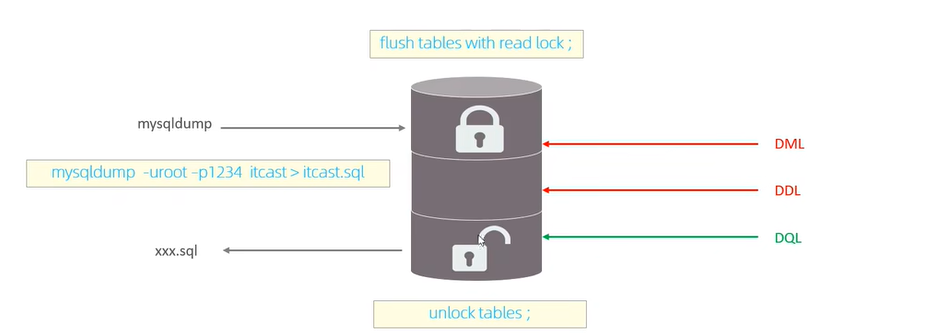 flush tables with read lock ;
mysqldump
DML
mysqldump -uroot –p1234 itcast > itcast.sql
DDL
DQL
xxx.sql
unlock tables ;